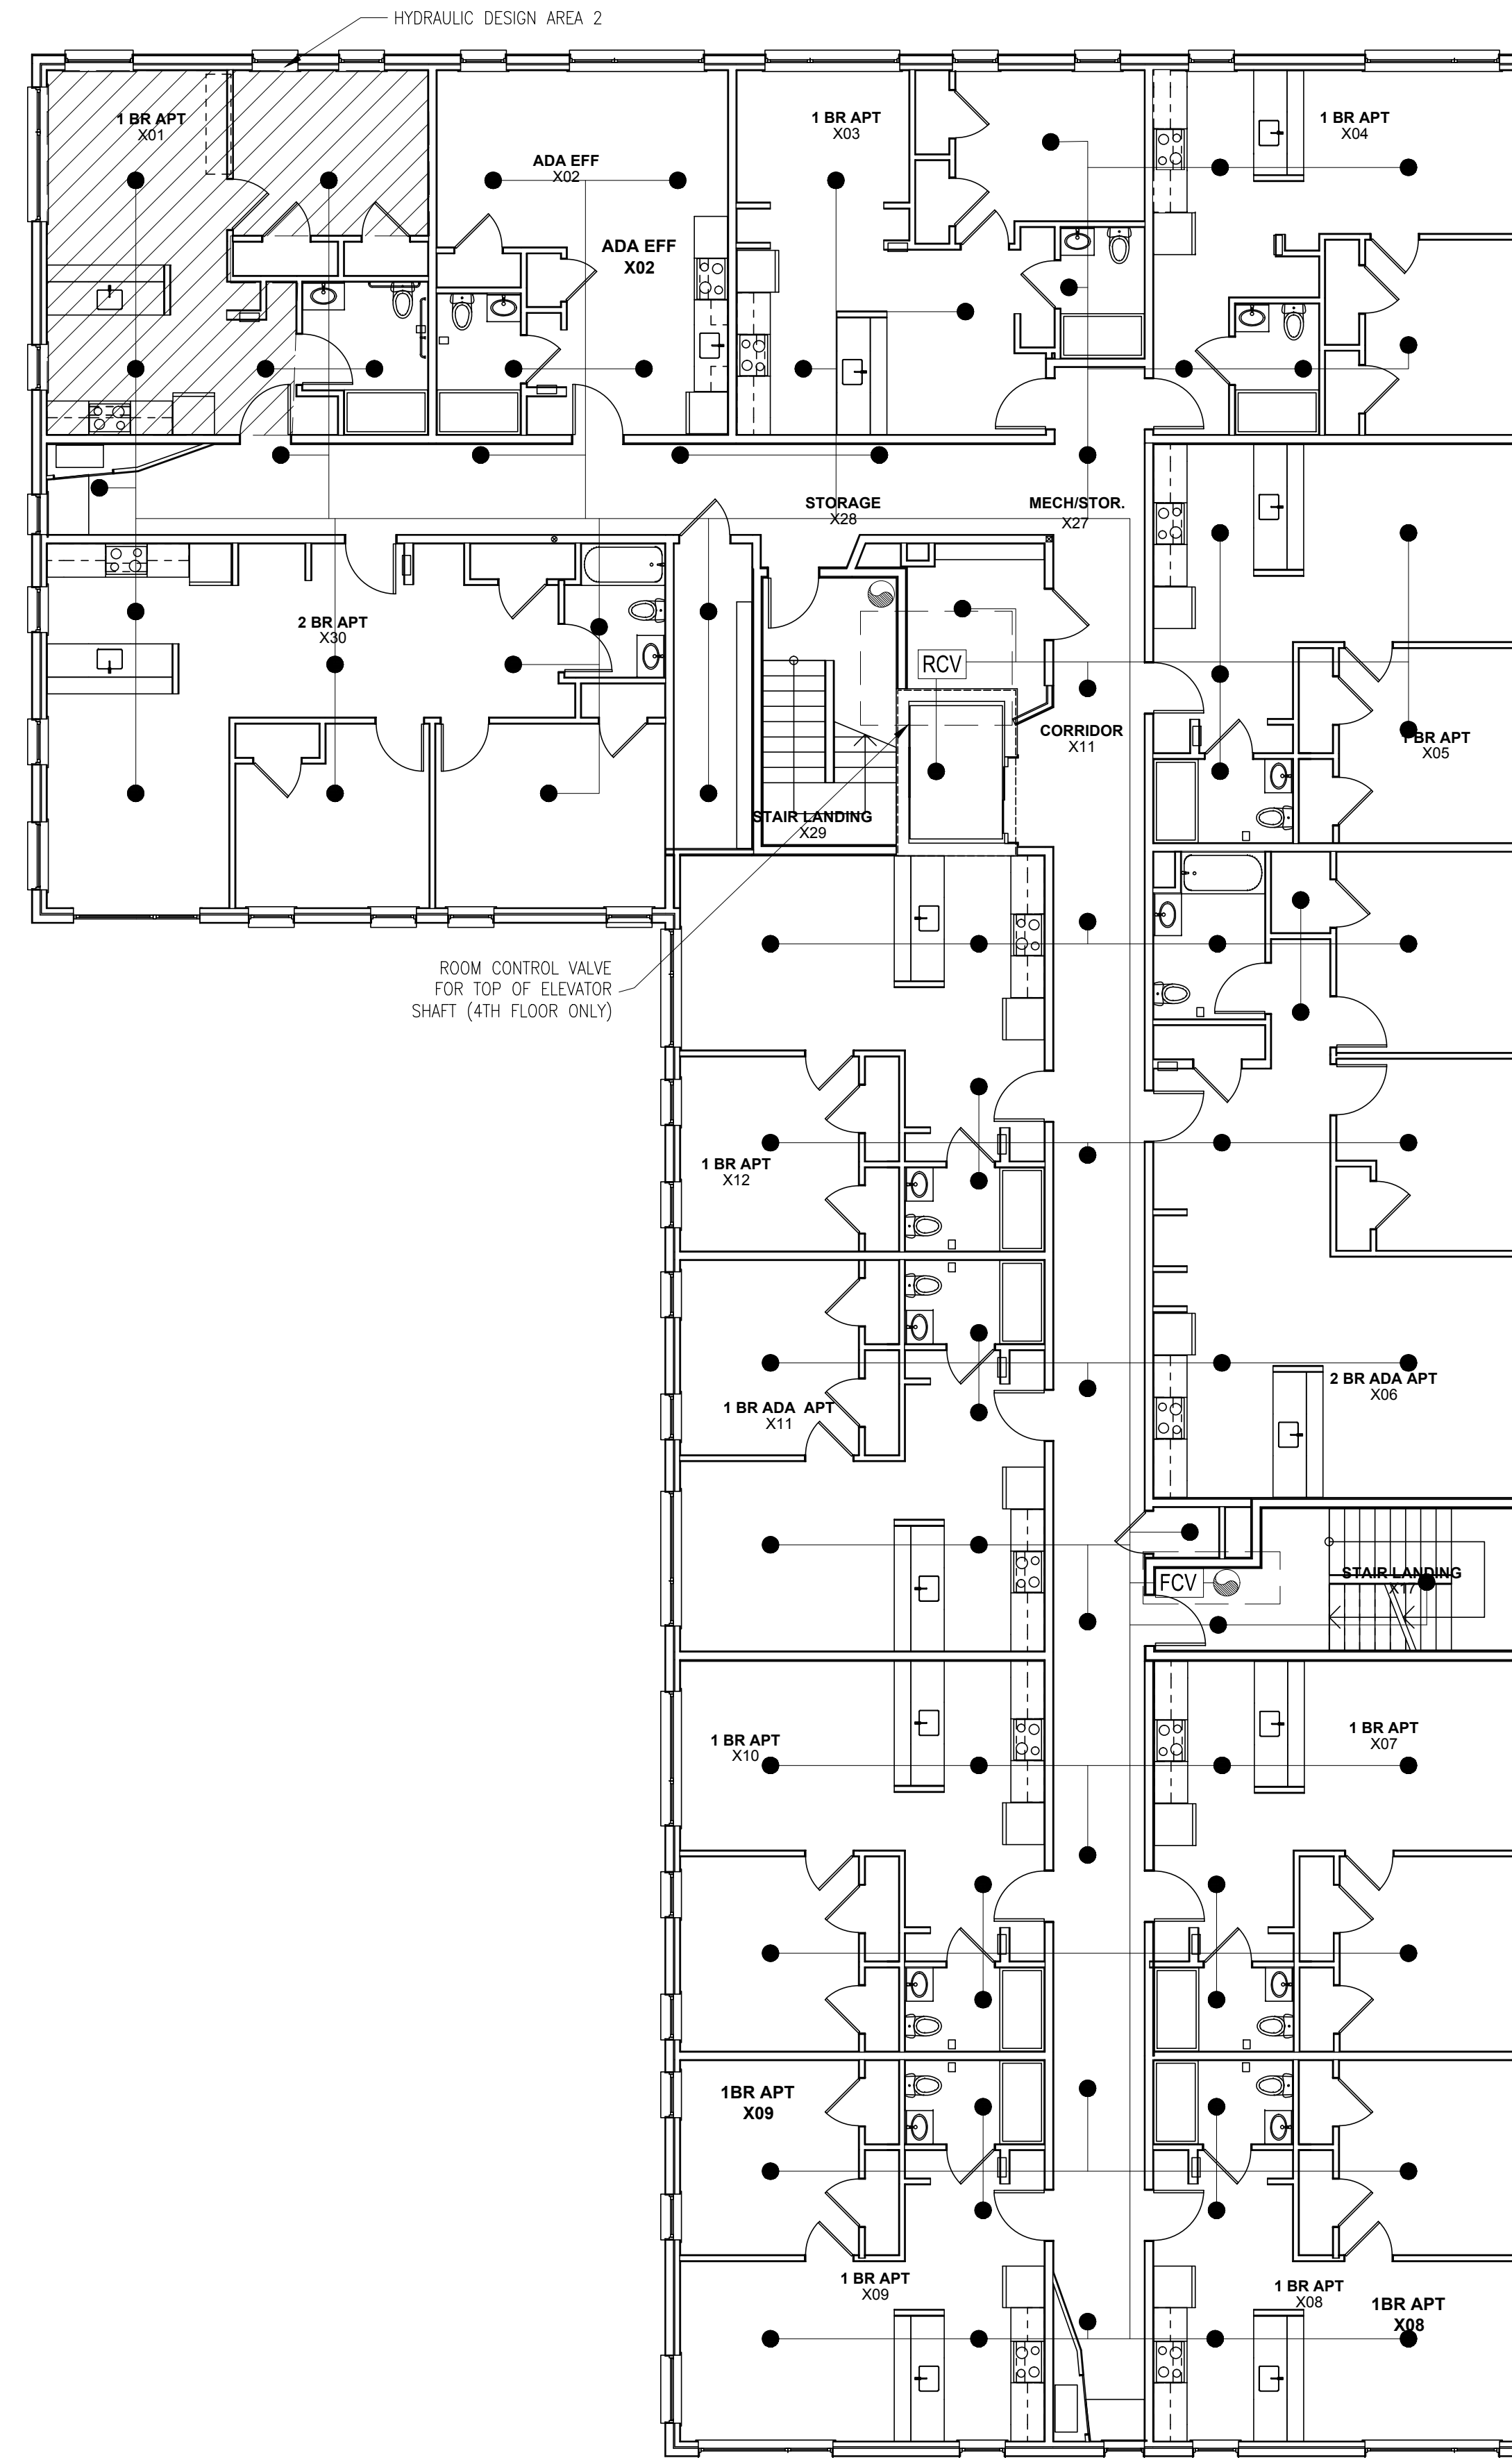 HYDRAULIC DESIGN AREA 2
1 BR APT
X01
ADA EFF
X02
ADA EFF
X02
1 BR APT
X03
1 BR APT
X04
STORAGE
X28
MECH/STOR.
X27
2 BR APT
X30
RCV
CORRIDOR
X11
1 BR APT
X05
STAIR LANDING
X29
ROOM CONTROL VALVE
FOR TOP OF ELEVATOR
SHAFT (4TH FLOOR ONLY)
1 BR APT
X12
1 BR ADA APT
X11
2 BR ADA APT
X06
FCV
STAIR LANDING
X17
1 BR APT
X10
1 BR APT
X07
1BR APT
X09
1 BR APT
X09
1 BR APT
X08
1BR APT
X08